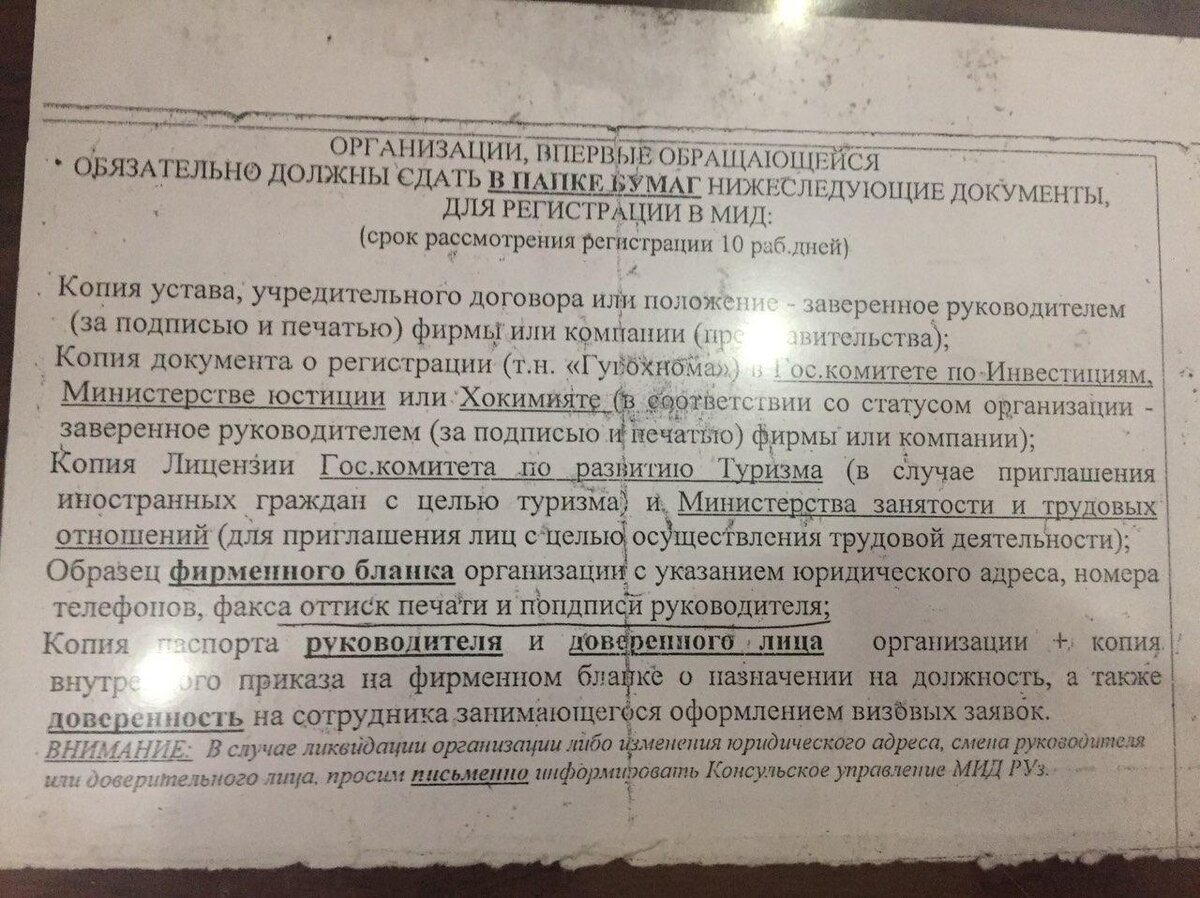 ОРГАНИЗАЦИИ, ВПЕРВЫЕ ОБРАЩАЮЩЕЙСЯ
• ОБЯЗАТЕЛЬНО ДОЛЖНЫ СДАТЬ В ПАПКЕ БУМАГ НИЖЕСЛЕДУЮЩИЕ ДОКУМЕНТЫ,
ДЛЯ РЕГИСТРАЦИИ В МИД:
(срок рассмотрения регистрации 10 раб.дней)
Копия устава, учредительного договора или положение - заверенное руководителем
(за подписью и печатью) фирмы или компании (представительства);
Копия документа о регистрации (т.н. «Гувохнома») в Гос.комитете по Инвестициям,
Министерстве юстиции или Хокимияте (в соответствии со статусом организации -
заверенное руководителем (за подписью и печатью) фирмы или компании);
Копия Лицензии Гос.комитета по развитию Туризма (в случае приглашения
иностранных граждан с целью туризма) и Министерства занятости и трудовых
отношений (для приглашения лиц с целью осуществления трудовой деятельности);
Образец фирменного бланка организации с указанием юридического адреса, номера
телефонов, факса оттиск печати и попдписи руководителя;
Копия паспорта руководителя и доверенного лица организации + копия
внутреннего приказа на фирменном бланке о назначении на должность, а также
доверенность на сотрудника занимающегося оформлением визовых заявок.
ВНИМАНИЕ: В случае ликвидации организации либо изменения юридического адреса, смена руководителя
или доверительного лица, просим письменно информировать Консульское управление МИД РУз.